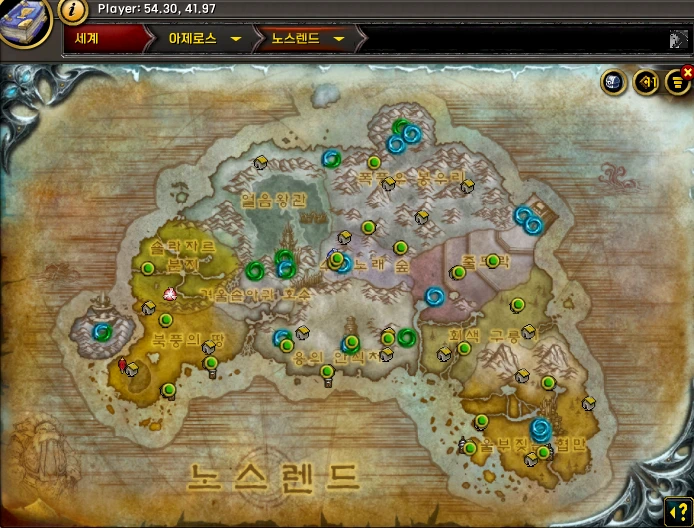 Player: 54.30, 41.97
세계 아제로스 노스렌드
폭풍우 봉우리
얼음왕관
숄라자르
분지
노래 숲
줄드락
겨울손아귀 호수
북풍의 땅
회색 구릉지
용의 안식처
울부짖는 협만
노스렌드
?